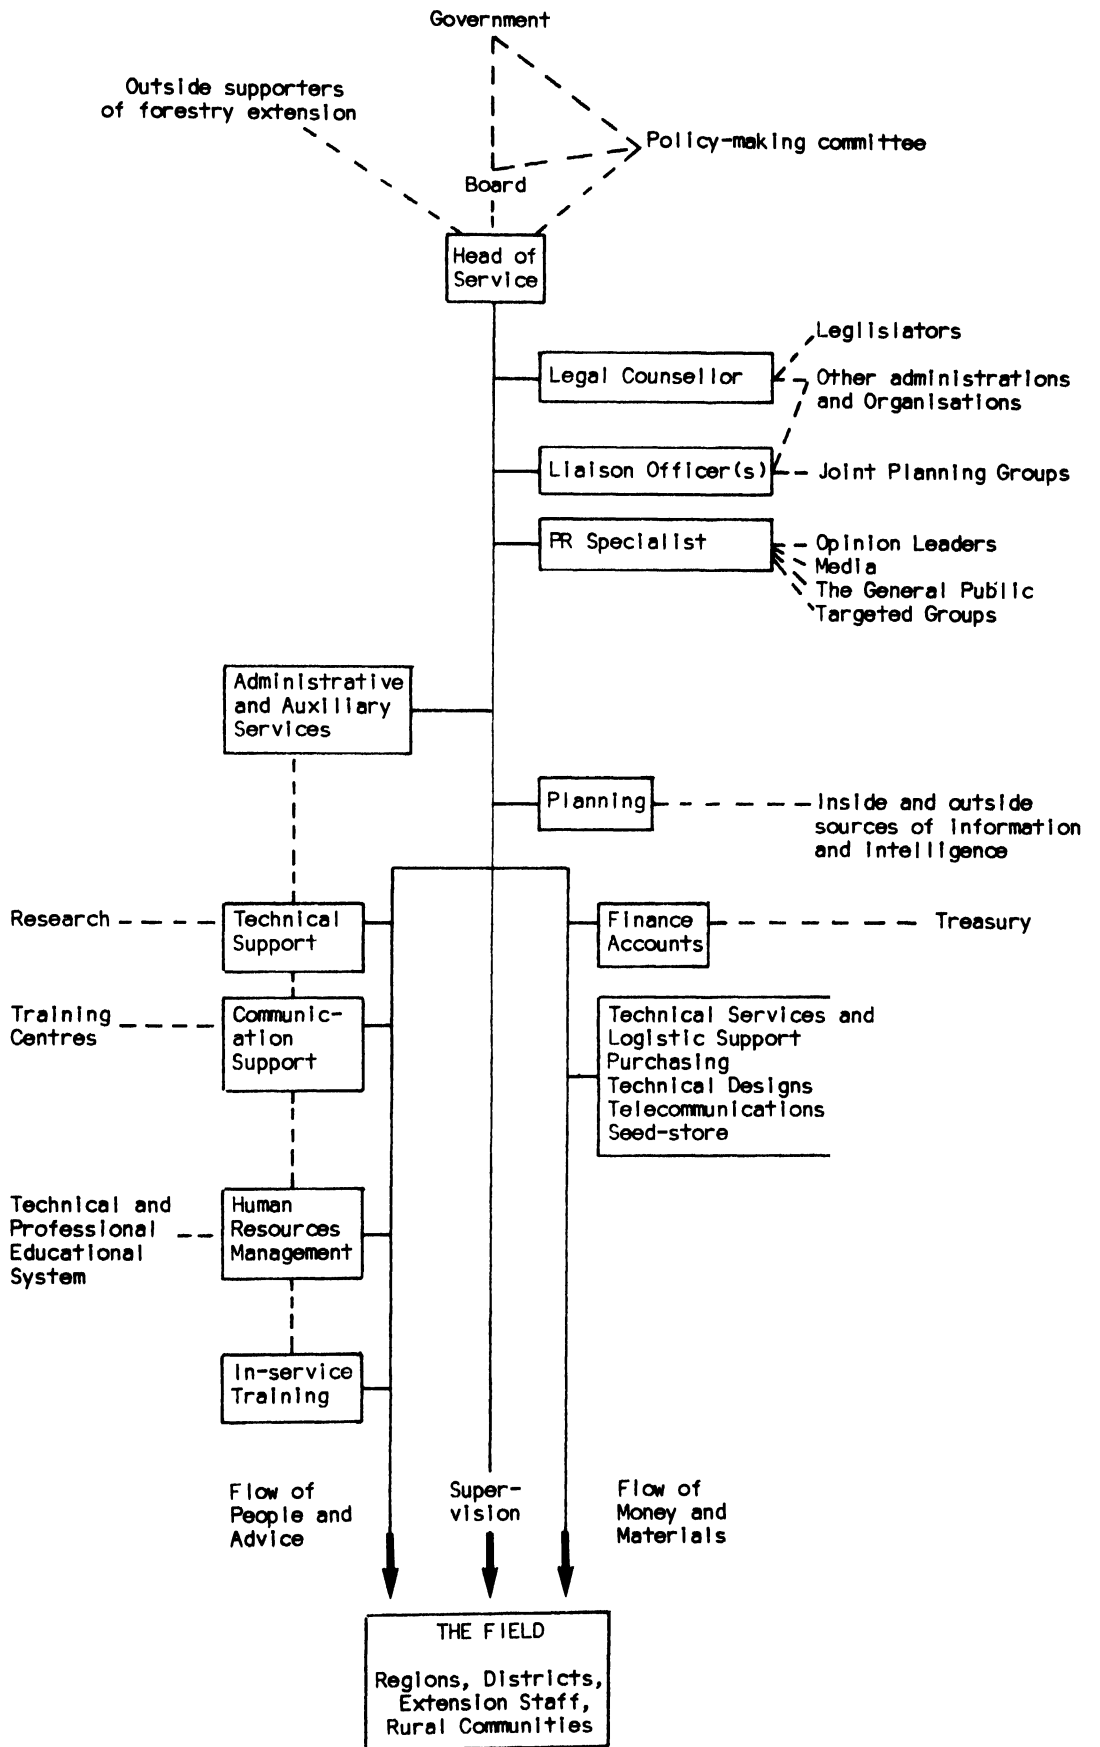 Government
Outside supporters
of forestry extension
Policy-making committee
Board
Head of
Service
Leglislators
Legal Counsellor
Other administrations
and Organisations
Liaison Officer(s)
Joint Planning Groups
PR Specialist
Opinion Leaders
Media
The General Public
Targeted Groups
Administrative
and Auxiliary
Services
Planning
Inside and outside
sources of information
and intelligence
Research
Technical
Support
Finance
Accounts
Treasury
Training
Centres
Communic-
ation
Support
Technical Services and
Logistic Support
Purchasing
Technical Designs
Telecommunications
Seed-store
Technical and
Professional
Educational
System
Human
Resources
Management
In-service
Training
Flow of
People and
Advice
Super-
vision
Flow of
Money and
Materials
THE FIELD
Regions, Districts,
Extension Staff,
Rural Communities